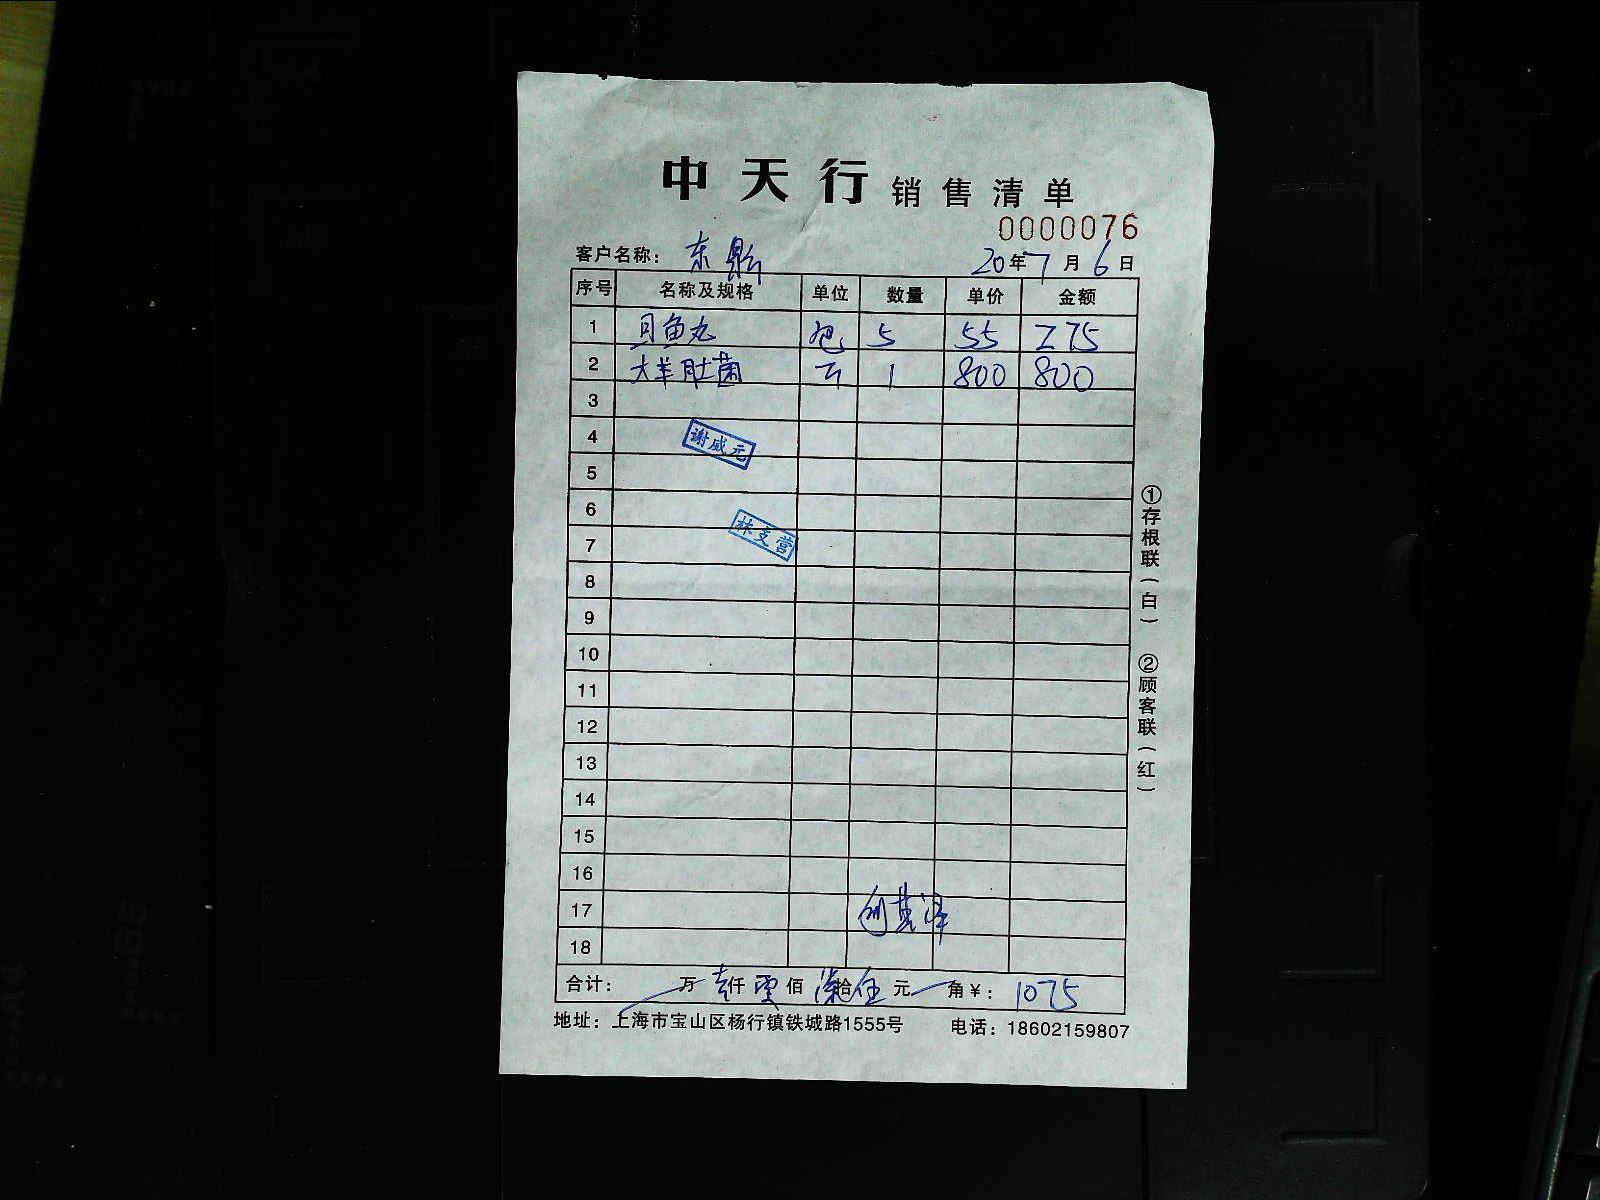 中天行 销售清单
0000076
客户名称： 东 20年7月6日
序号 名称及规格 单位 数量 单价 金额
1 贝鱼丸 包 5 55 275
2 大羊肚菌 斤 1 800 800
3
4 谢威元
5
6
7 林支营
8
9
10
11
12
13
14
15
16
17
18
合计： 万壹仟零佰柒拾伍元 角¥： 1075
地址：上海市宝山区杨行镇铁城路1555号 电话：18602159807
①存根联(白) ②顾客联(红)